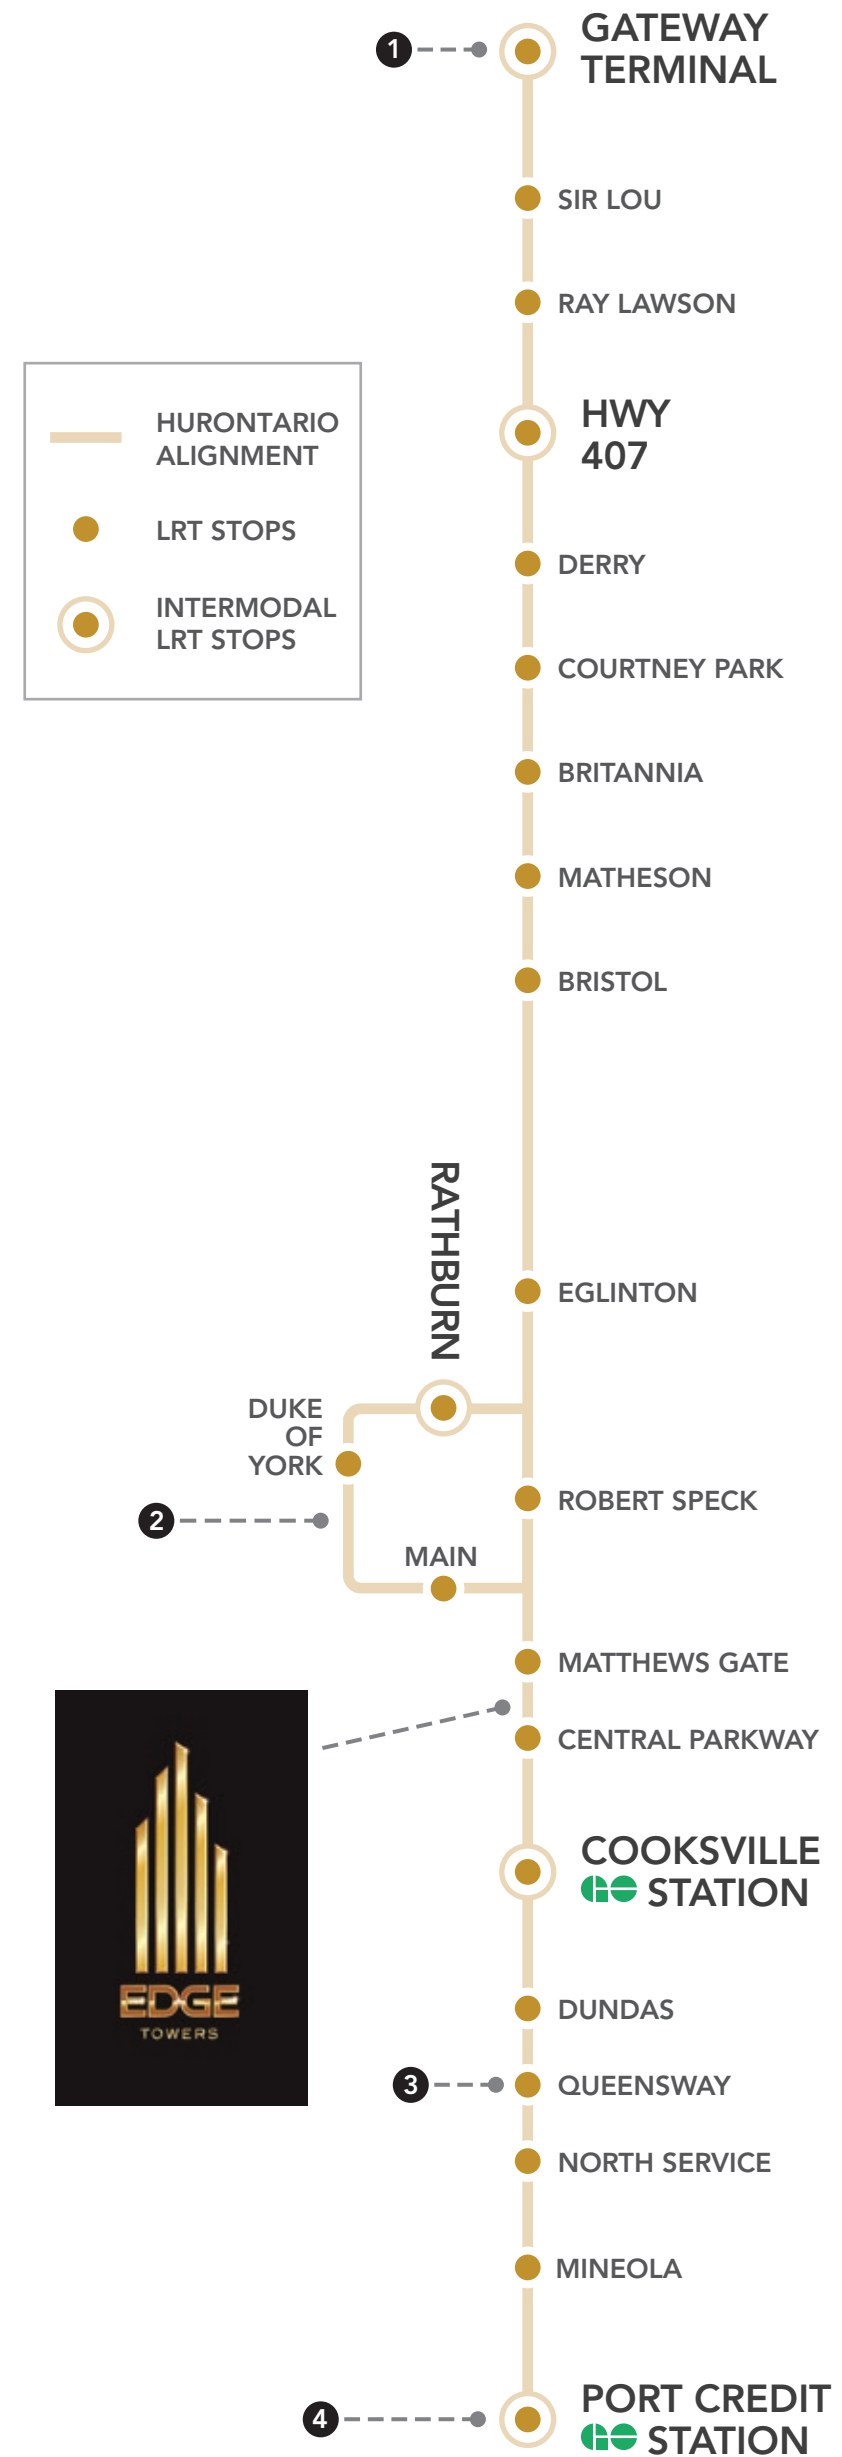 1
GATEWAY
TERMINAL
SIR LOU
RAY LAWSON
HURONTARIO
ALIGNMENT
LRT STOPS
INTERMODAL
LRT STOPS
HWY
407
DERRY
COURTNEY PARK
BRITANNIA
MATHESON
BRISTOL
RATHBURN
EGLINTON
DUKE
OF
YORK
ROBERT SPECK
2
MAIN
MATTHEWS GATE
CENTRAL PARKWAY
EDGE
TOWERS
COOKSVILLE
GO STATION
DUNDAS
3
QUEENSWAY
NORTH SERVICE
MINEOLA
4
PORT CREDIT
GO STATION